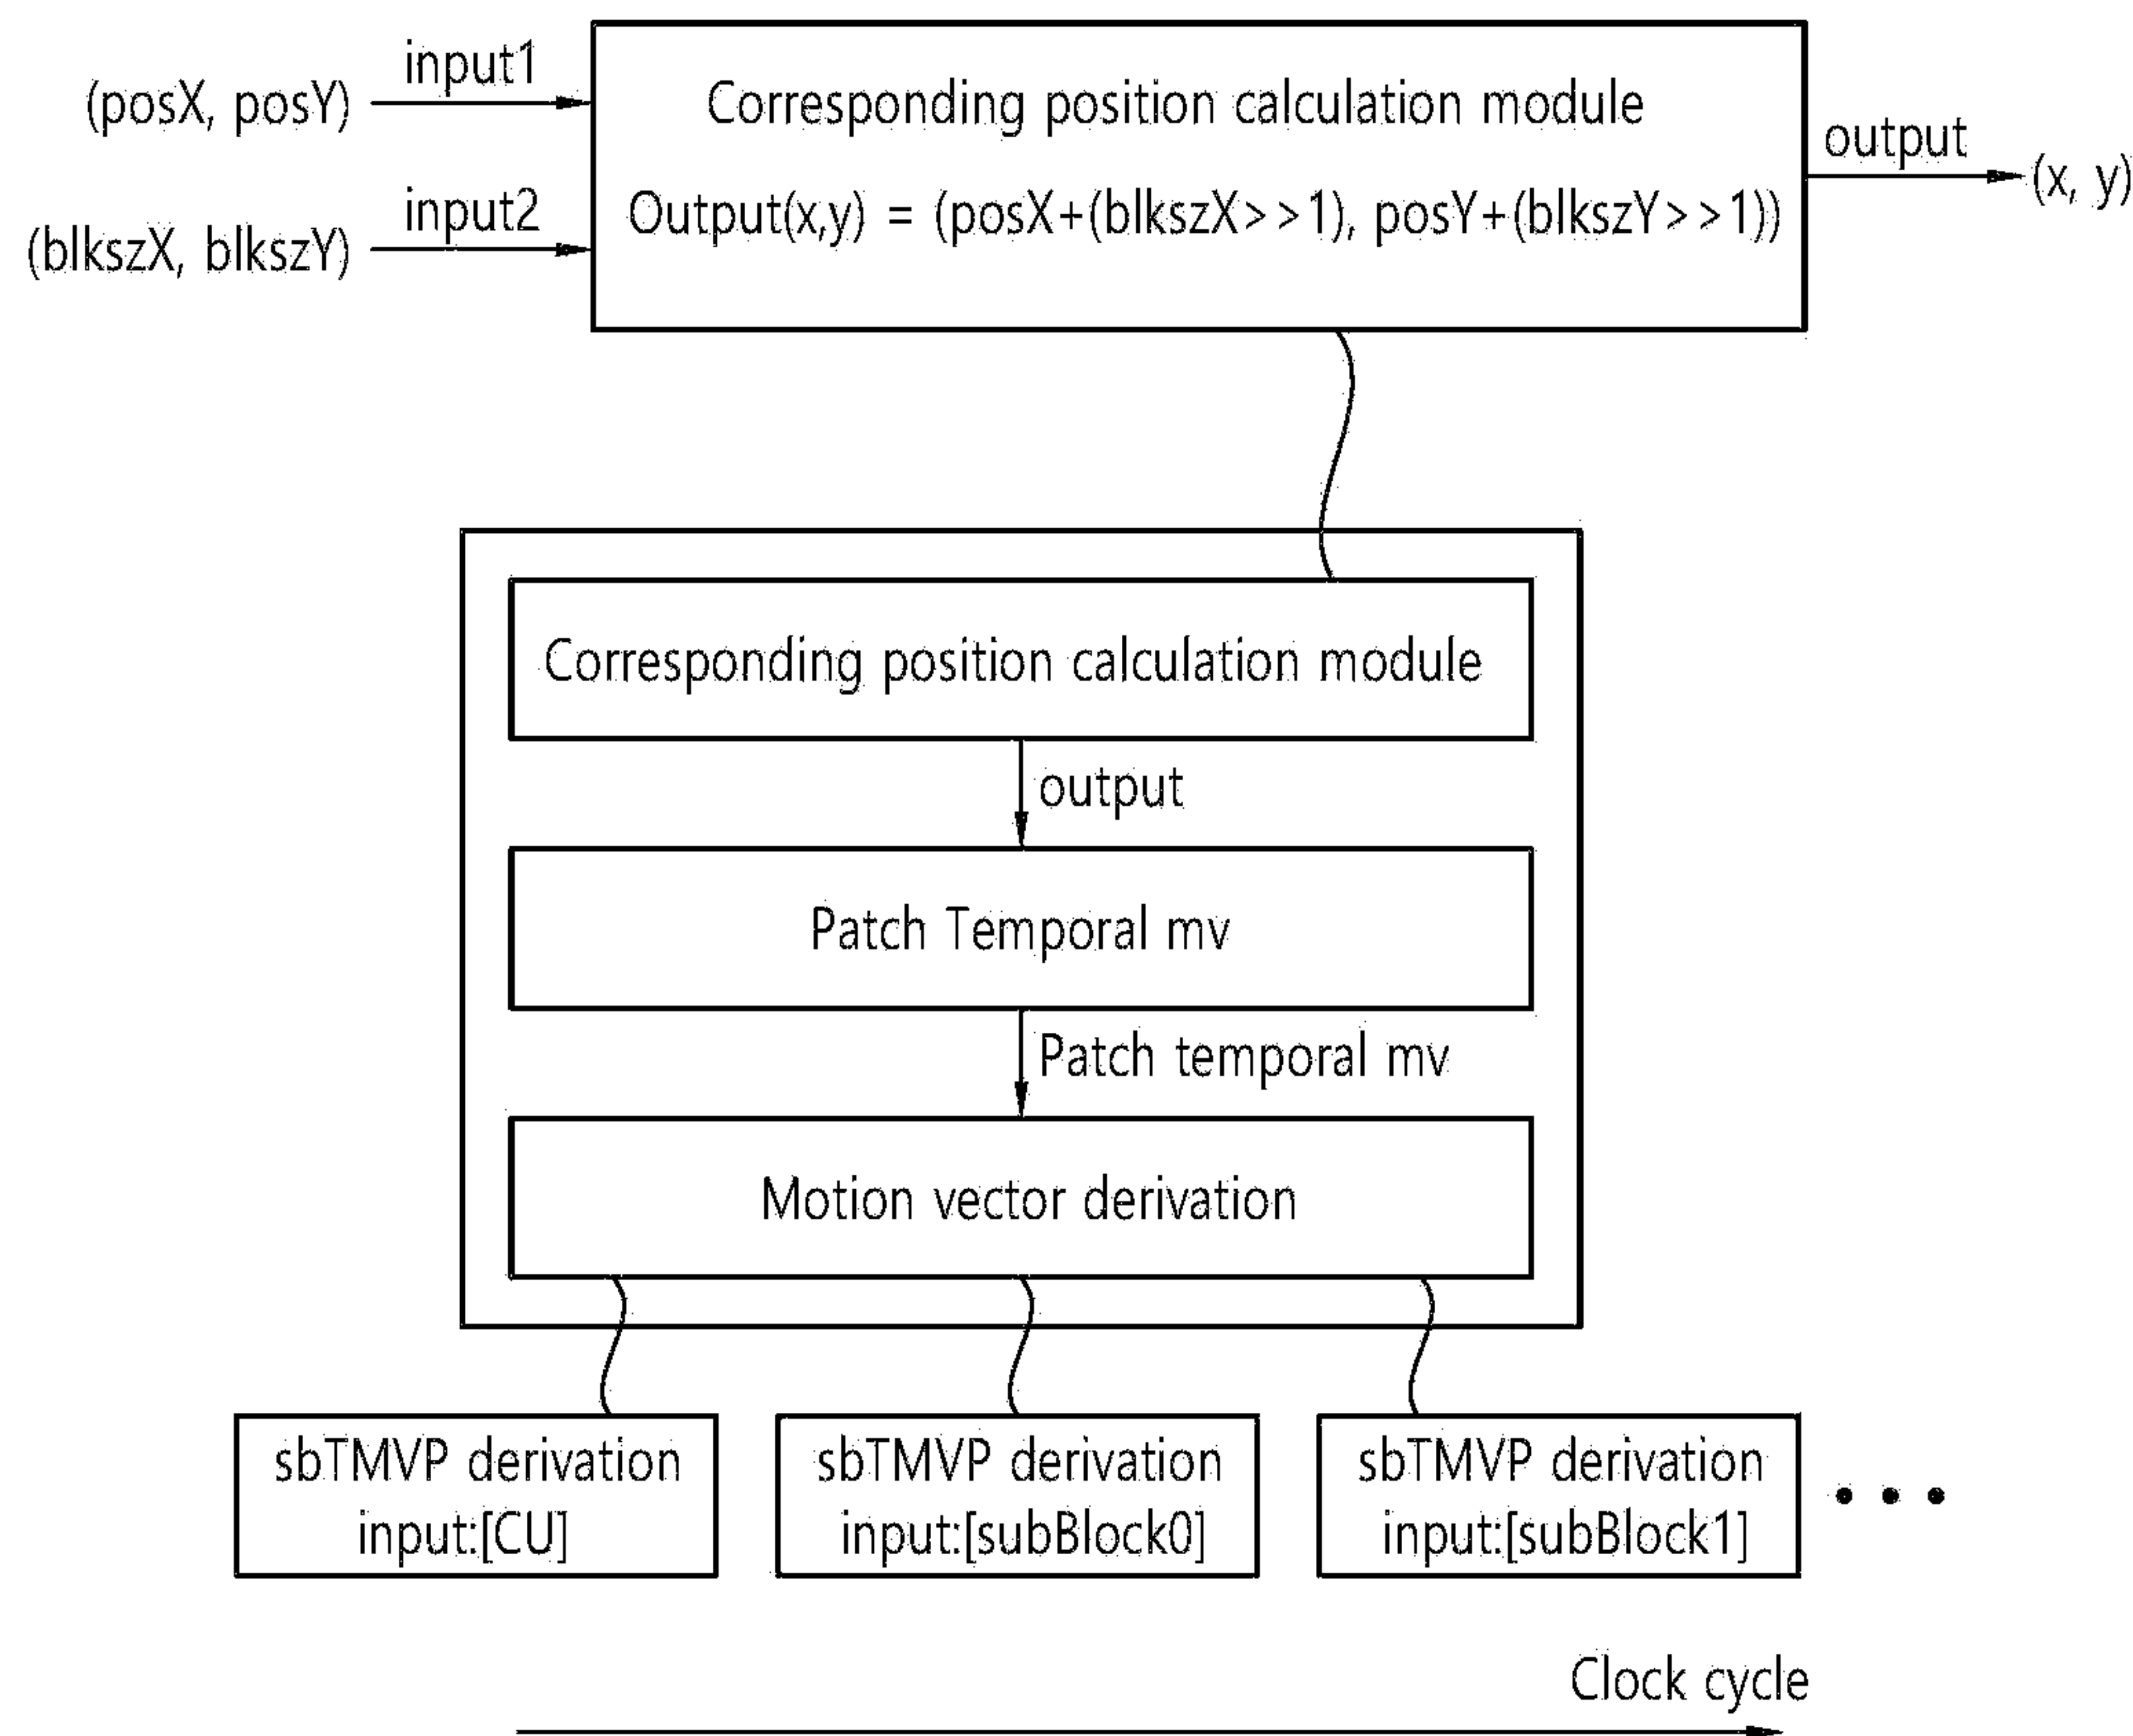 (posX, posY)
input1
(blkszX, blkszY)
input2
Corresponding position calculation module
Output(x,y) = (posX+(blkszX>>1), posY+(blkszY>>1))
output
(x, y)
Corresponding position calculation module
output
Patch Temporal mv
Patch temporal mv
Motion vector derivation
sbTMVP derivation
input:[CU]
sbTMVP derivation
input:[subBlock0]
sbTMVP derivation
input:[subBlock1]
• • •
Clock cycle